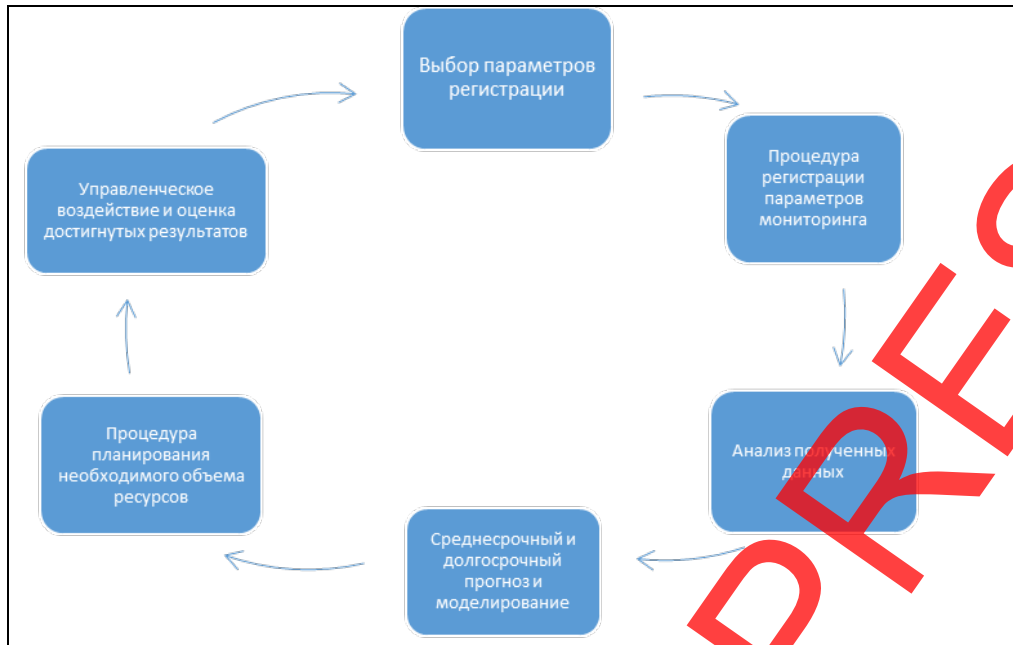 Выбор параметров
регистрации
Процедура
регистрации
параметров
мониторинга
Анализ полученных
данных
Среднесрочный и
долгосрочный
прогноз и
моделирование
Процедура
планирования
необходимого объема
ресурсов
Управленческое
воздействие и оценка
достигнутых результатов
PRES